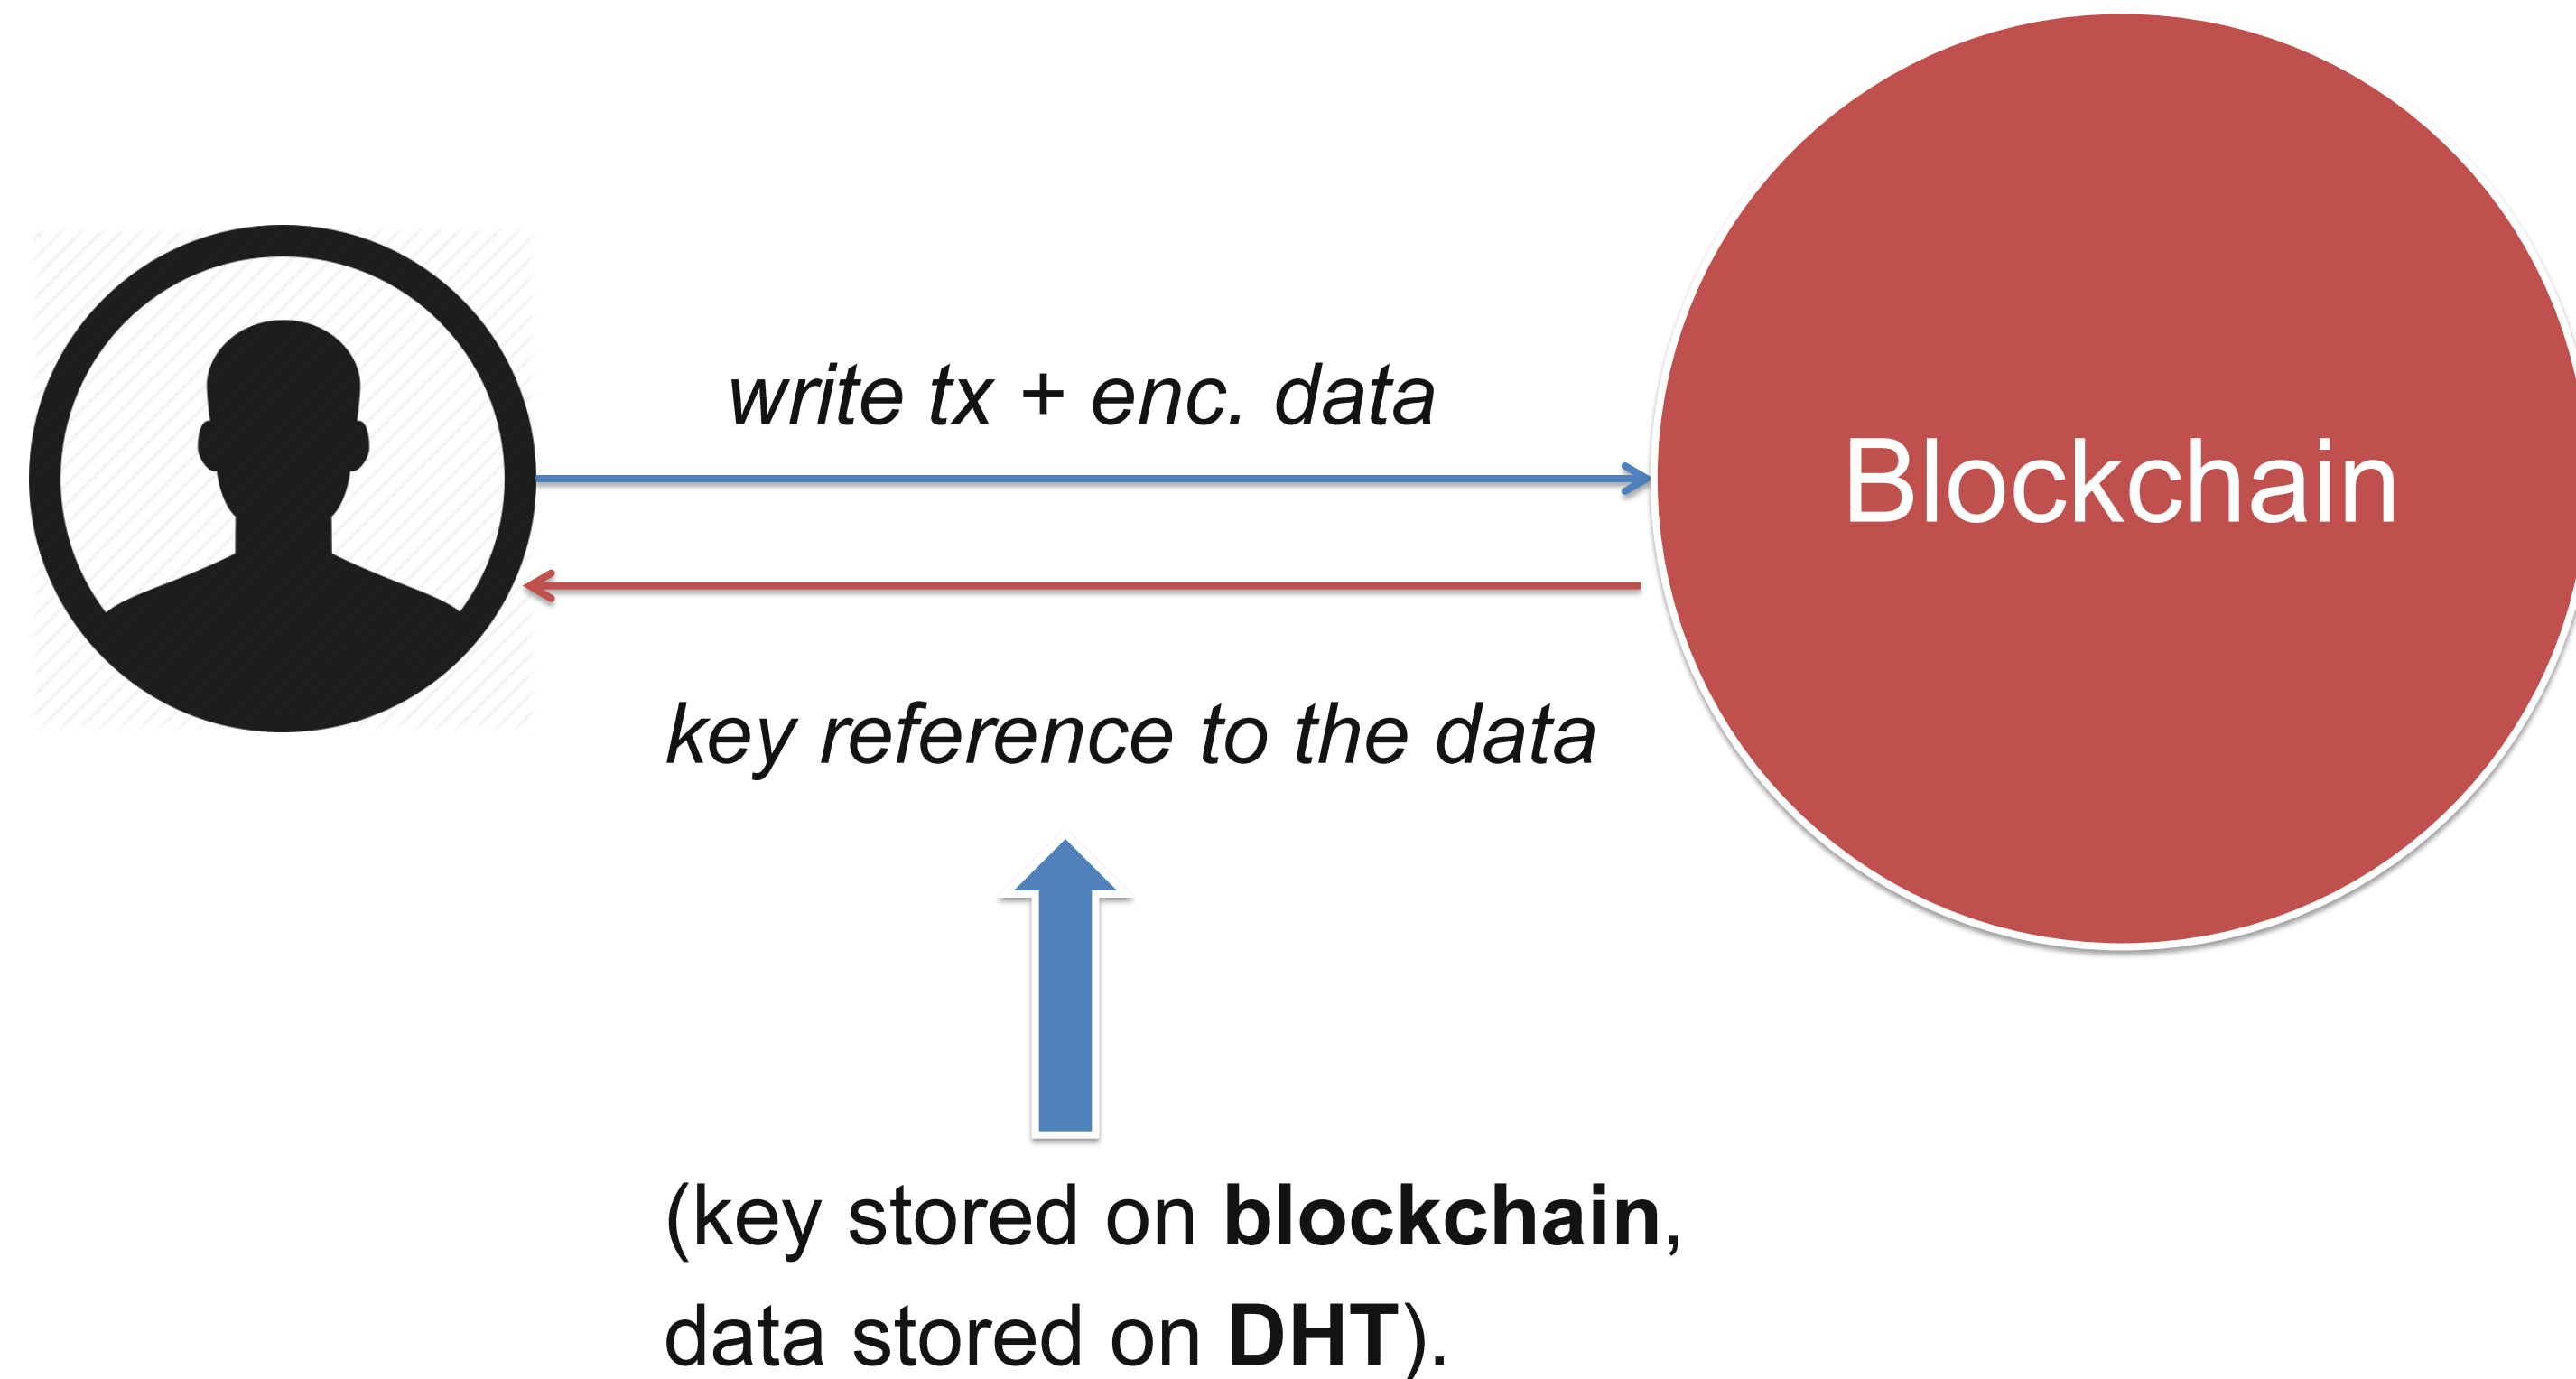 write tx + enc. data
Blockchain
key reference to the data
(key stored on blockchain,
data stored on DHT).